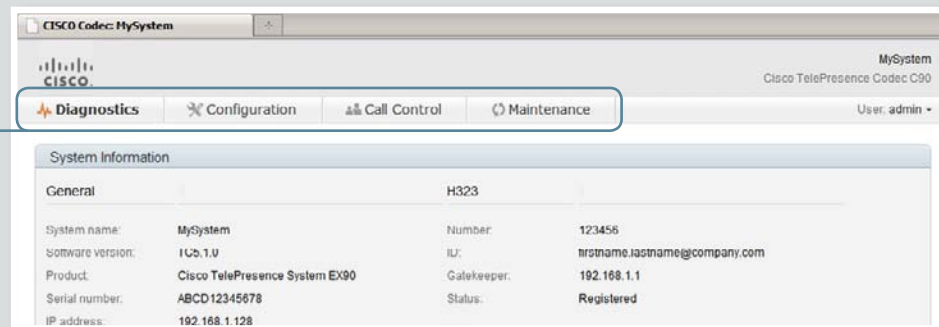 CISCO Codec: MySystem
CISCO.
MySystem
Cisco TelePresence Codec C90
Diagnostics Configuration Call Control Maintenance User: admin
System Information
General H323
System name: MySystem Number: 123456
Software version: TC5.1.0 ID: firstname.lastname@company.com
Product: Cisco TelePresence System EX90 Gatekeeper: 192.168.1.1
Serial number: ABCD12345678 Status: Registered
IP address: 192.168.1.128